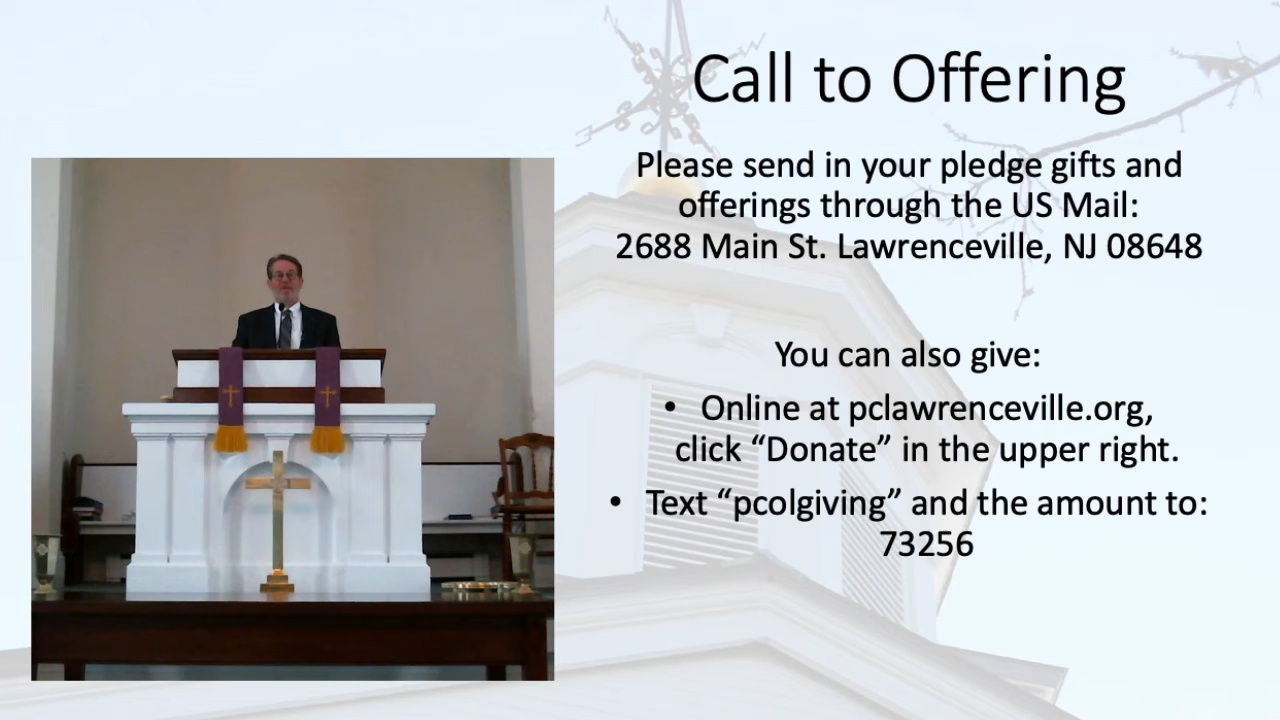 Call to Offering
Please send in your pledge gifts and
offerings through the US Mail:
2688 Main St. Lawrenceville, NJ 08648
You can also give:
• Online at pclawrenceville.org,
click “Donate” in the upper right.
• Text “pcolgiving” and the amount to:
73256